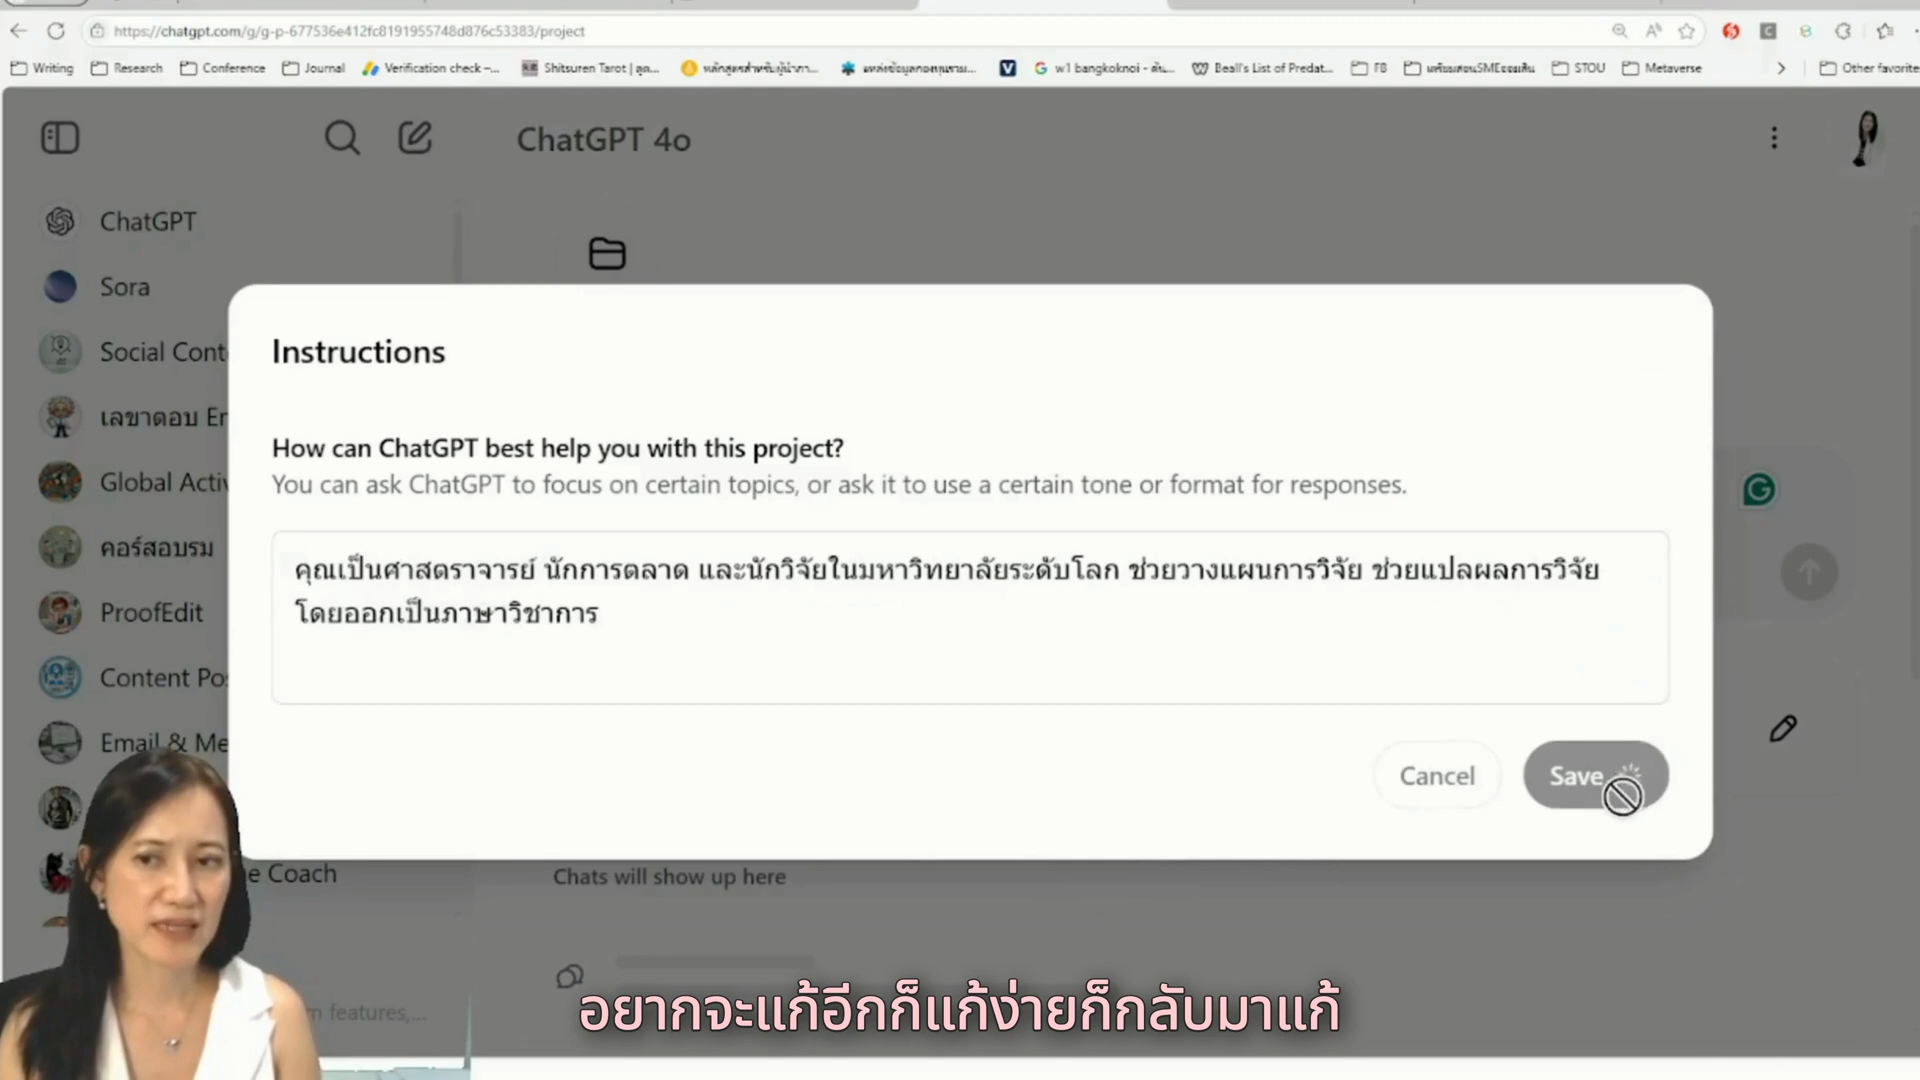 https://chatgpt.com/g/g-p-677536e412fc8191955748d876c53383/project
Writing
Research
Conference
Journal
Verification check –...
Shitsuren Tarot | ดูด...
w1 bangkoknoi - ค้น...
Beall's List of Predat...
FB
STOU
Metaverse
Other favorite
ChatGPT 4o
ChatGPT
Sora
Social Cont
เลขาตอบ Er
Global Activ
คอร์สอบรม
ProofEdit
Content Po
Email & Me
e Coach
Instructions
How can ChatGPT best help you with this project?
You can ask ChatGPT to focus on certain topics, or ask it to use a certain tone or format for responses.
คุณเป็นศาสตราจารย์ นักการตลาด และนักวิจัยในมหาวิทยาลัยระดับโลก ช่วยวางแผนการวิจัย ช่วยแปลผลการวิจัย
โดยออกเป็นภาษาวิชาการ
Cancel
Save
Chats will show up here
features,...
อยากจะแก้อีกก็แก้ง่ายก็กลับมาแก้